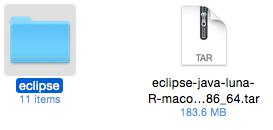 TAR
eclipse
11 items
eclipse-java-luna-
R-maco...86_64.tar
183.6 MB